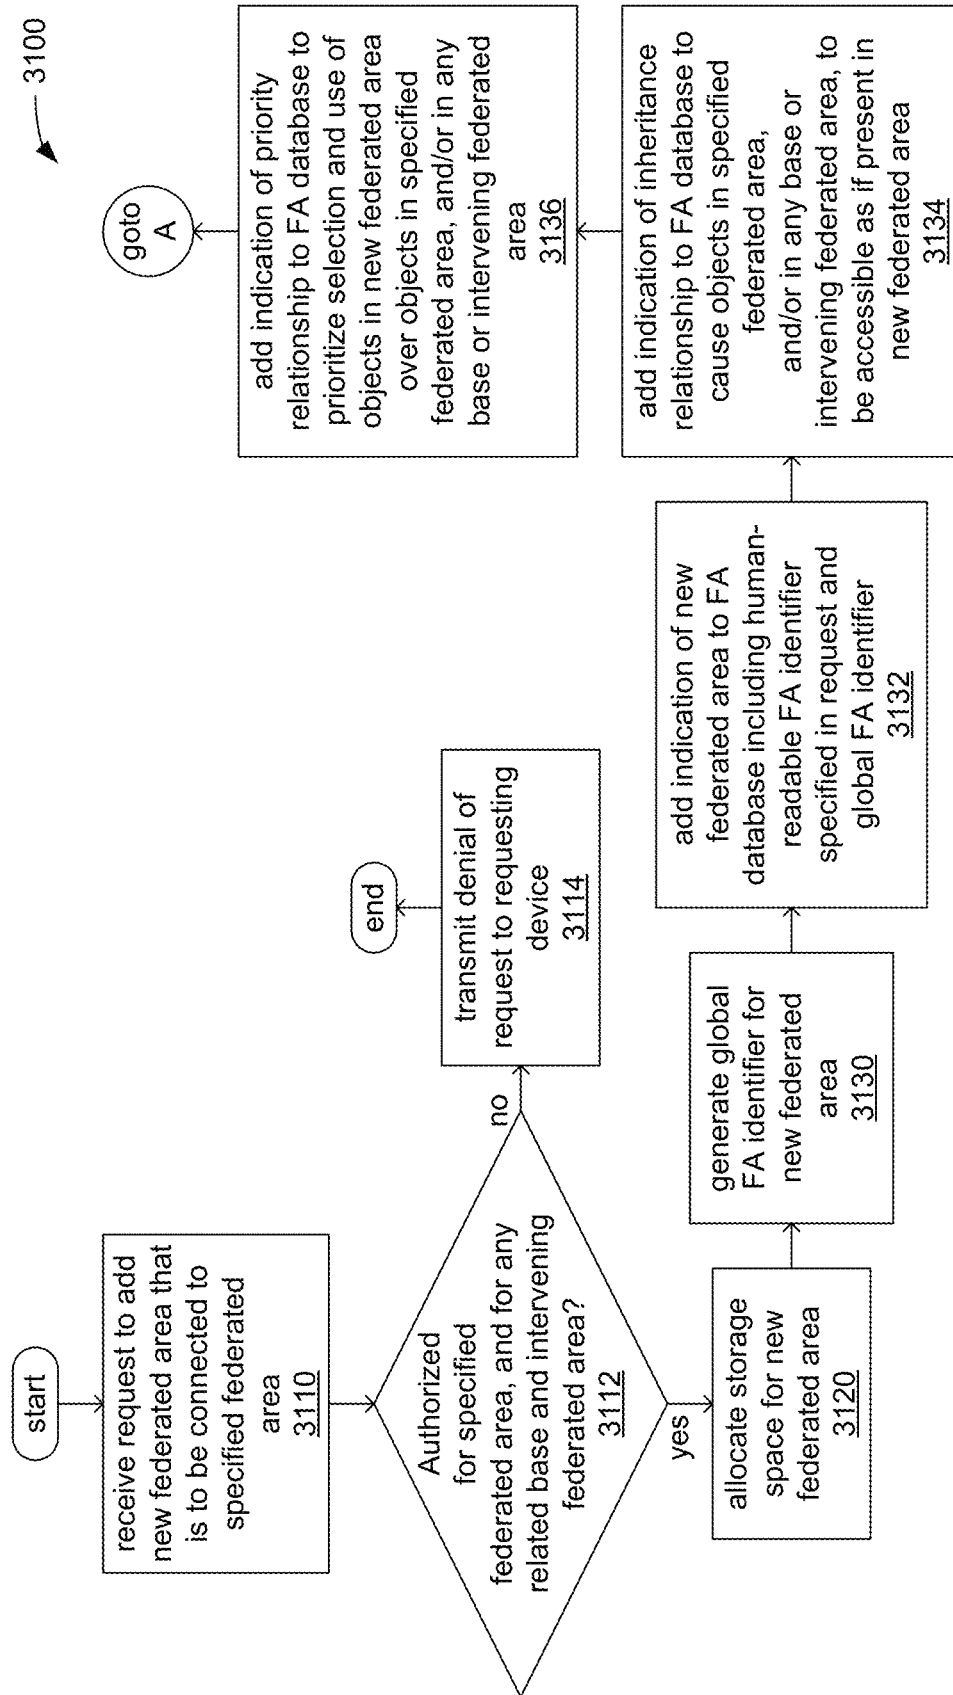 3100
start
receive request to add
new federated area that
is to be connected to
specified federated
area
3110
Authorized
for specified
federated area, and for any
related base and intervening
federated area?
3112
no
transmit denial of
request to requesting
device
3114
end
yes
allocate storage
space for new
federated area
3120
generate global
FA identifier for
new federated
area
3130
add indication of new
federated area to FA
database including human-
readable FA identifier
specified in request and
global FA identifier
3132
add indication of inheritance
relationship to FA database to
cause objects in specified
federated area,
and/or in any base or
intervening federated area, to
be accessible as if present in
new federated area
3134
add indication of priority
relationship to FA database to
prioritize selection and use of
objects in new federated area
over objects in specified
federated area, and/or in any
base or intervening federated
area
3136
goto
A